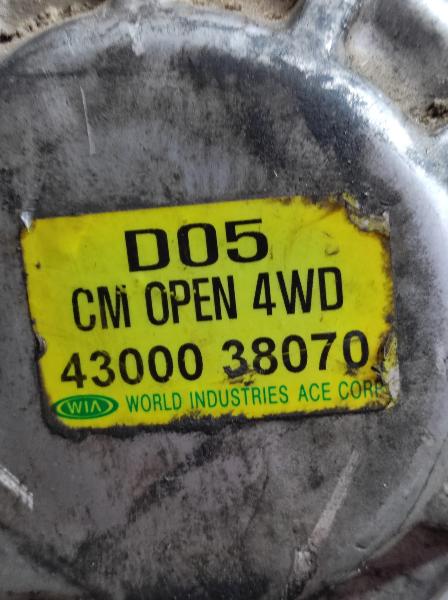 D05
CM OPEN 4WD
43000 38070
WIA WORLD INDUSTRIES ACE CORP